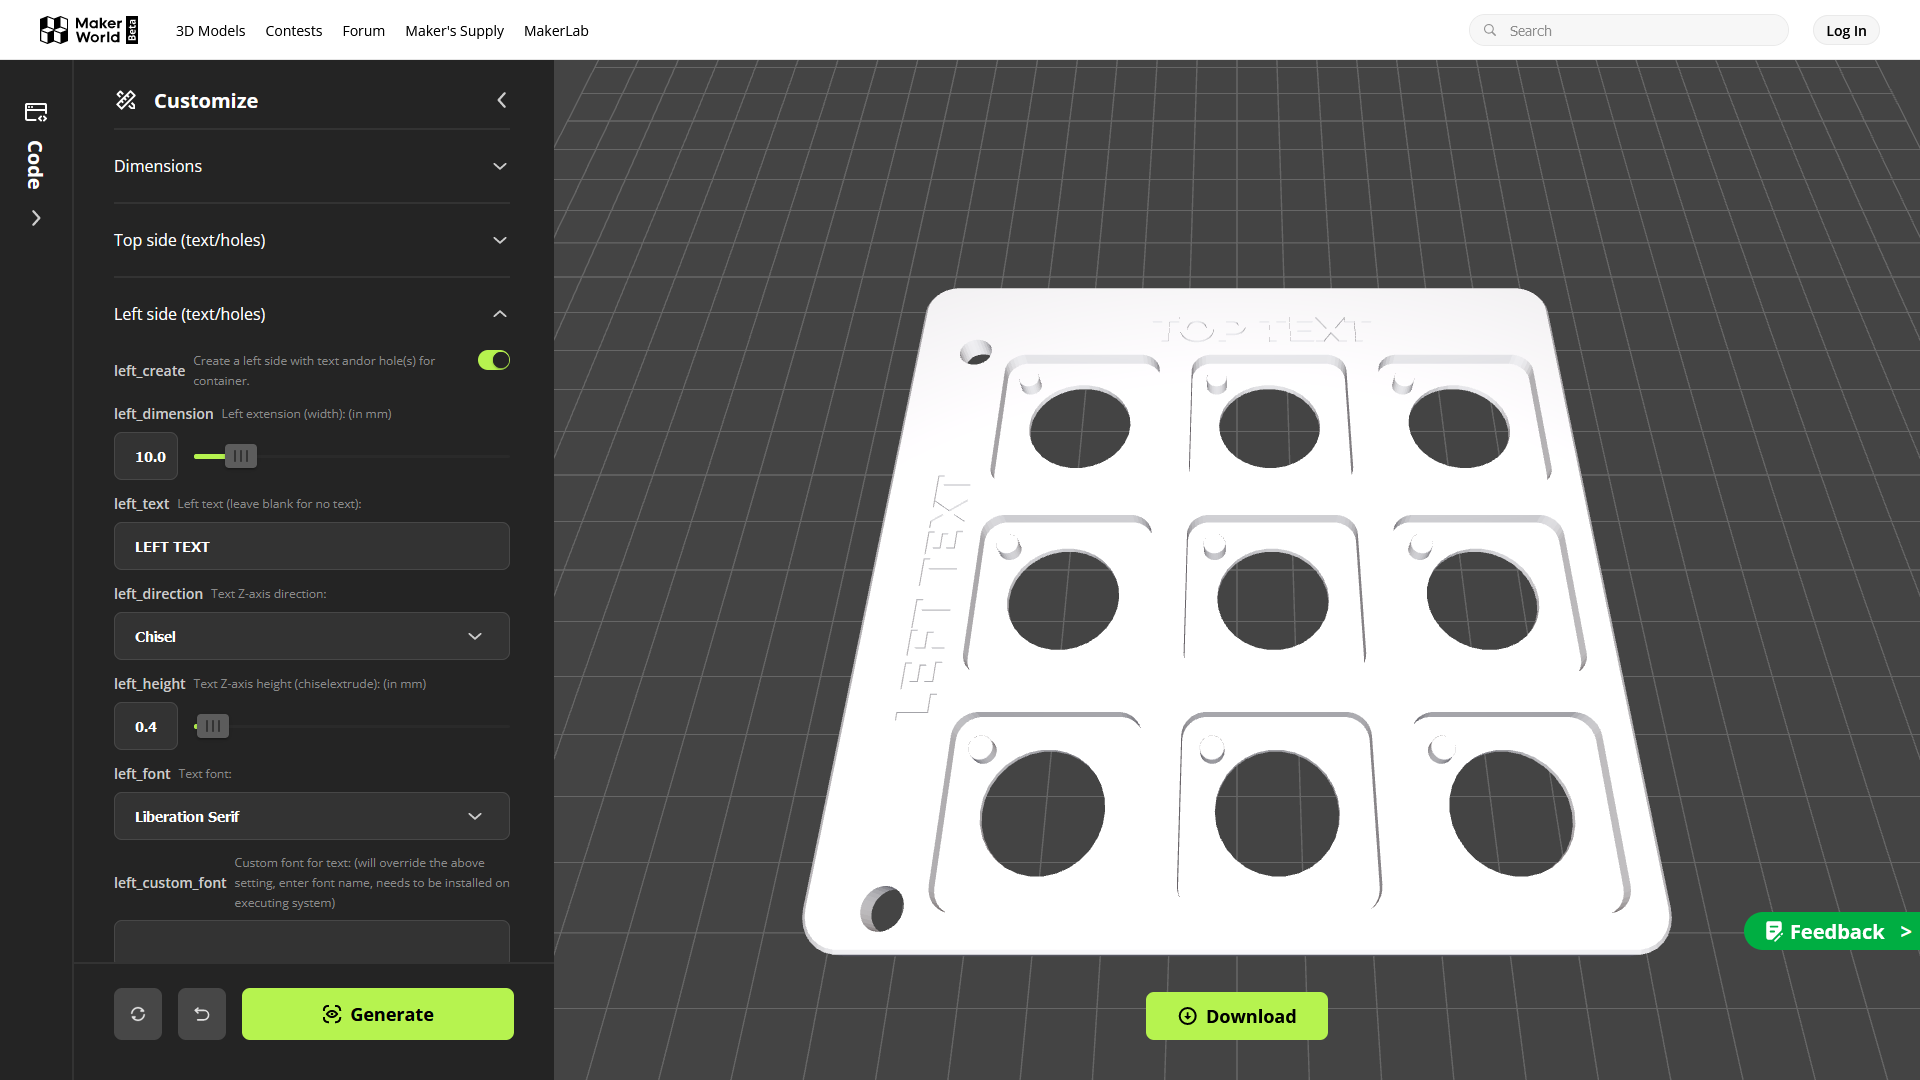 Maker
World
Beta
3D Models
Contests
Forum
Maker's Supply
MakerLab
Search
Log In
Code
Customize
Dimensions
Top side (text/holes)
Left side (text/holes)
left_create
Create a left side with text andor hole(s) for
container.
left_dimension Left extension (width): (in mm)
10.0
left_text Left text (leave blank for no text):
LEFT TEXT
left_direction Text Z-axis direction:
Chisel
left_height Text Z-axis height (chiselextrude): (in mm)
0.4
left_font Text font:
Liberation Serif
left_custom_font
Custom font for text: (will override the above
setting, enter font name, needs to be installed on
executing system)
Generate
TOP TEXT
LEFT TEXT
Download
Feedback >